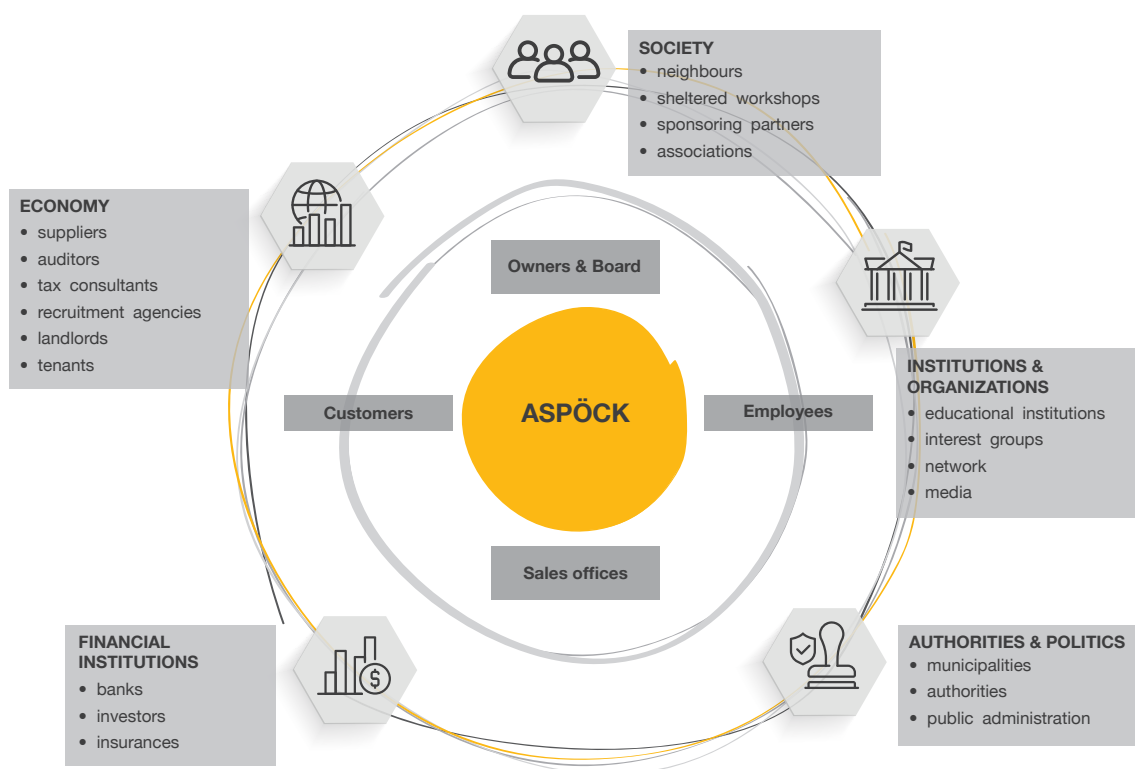 SOCIETY
• neighbours
• sheltered workshops
• sponsoring partners
• associations
ECONOMY
• suppliers
• auditors
• tax consultants
• recruitment agencies
• landlords
• tenants
Owners & Board
Customers
ASPÖCK
Employees
Sales offices
INSTITUTIONS &
ORGANIZATIONS
• educational institutions
• interest groups
• network
• media
FINANCIAL
INSTITUTIONS
• banks
• investors
• insurances
$
AUTHORITIES & POLITICS
• municipalities
• authorities
• public administration